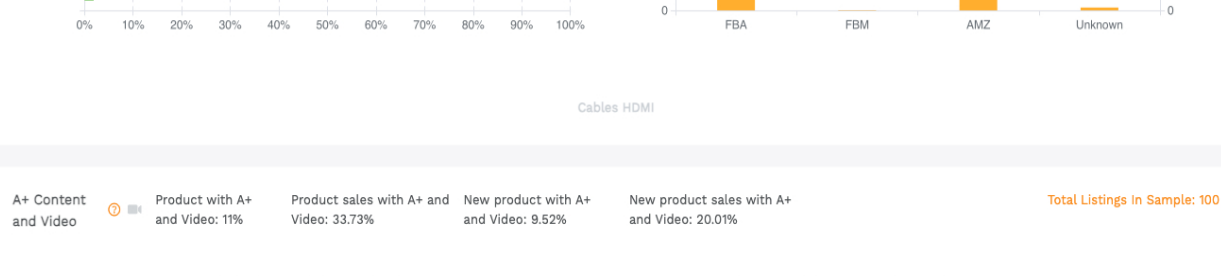 0
0
0% 10% 20% 30% 40% 50% 60% 70% 80% 90% 100%
FBA FBM AMZ Unknown
Cables HDMI
A+ Content and Video
Product with A+ and Video: 11%
Product sales with A+ and Video: 33.73%
New product with A+ and Video: 9.52%
New product sales with A+ and Video: 20.01%
Total Listings In Sample: 100